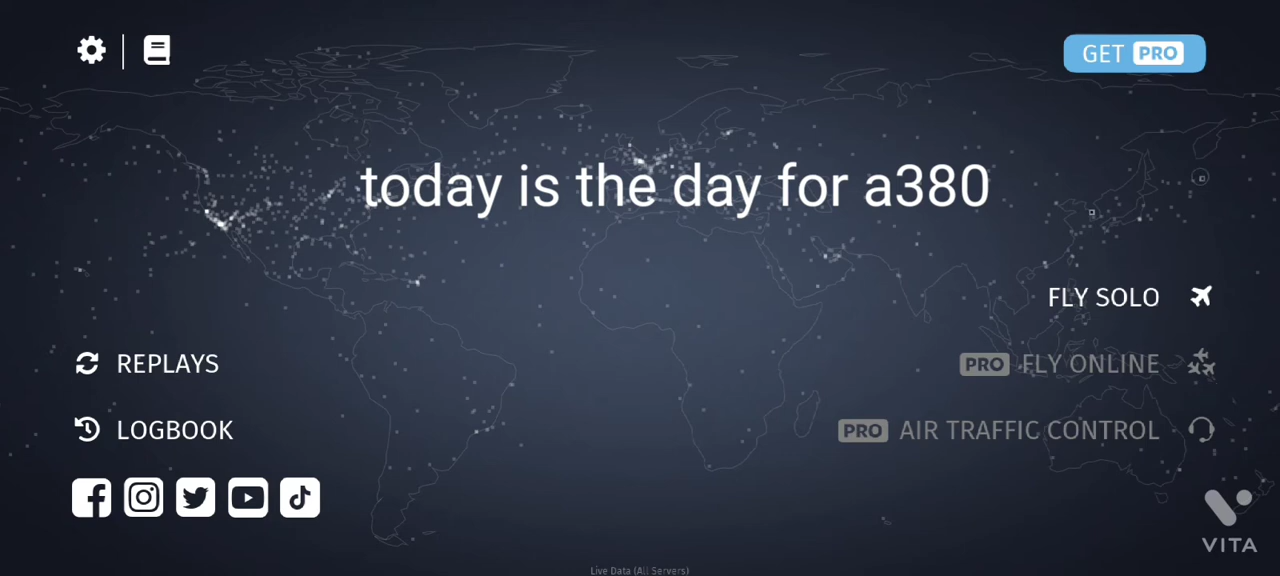 GET PRO
today is the day for a380
FLY SOLO
REPLAYS
PRO FLY ONLINE
LOGBOOK
PRO AIR TRAFFIC CONTROL
VITA
Live Data (All Servers)